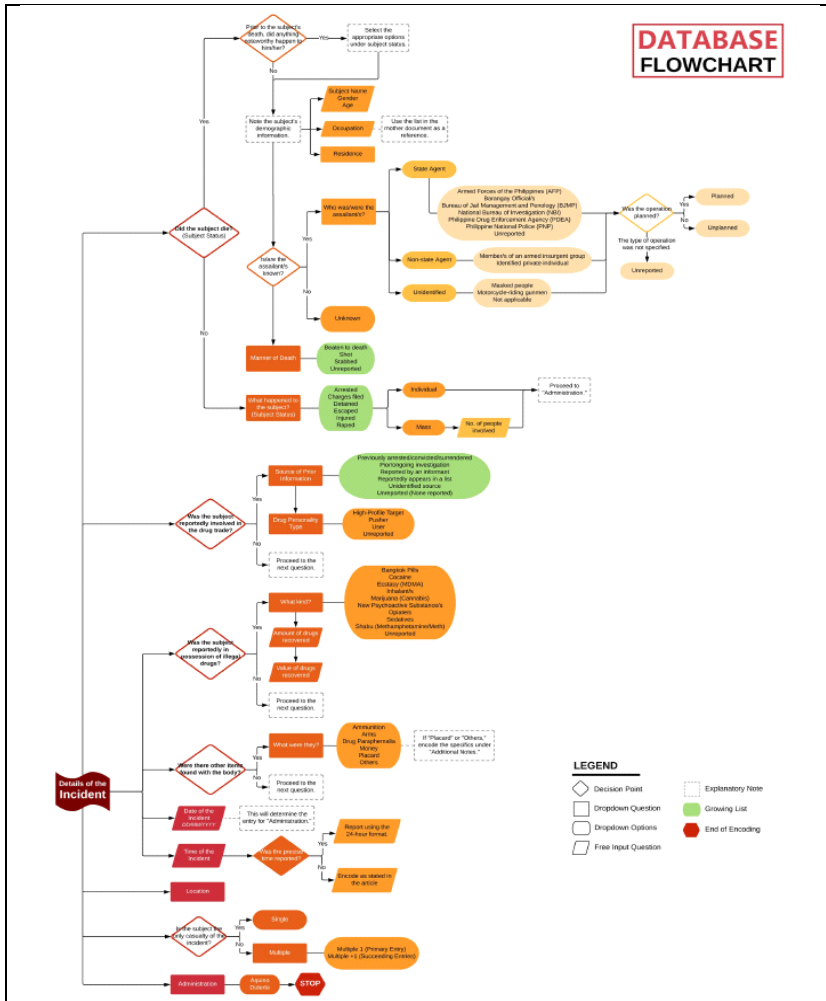 DATABASE
FLOWCHART
Prior to the subject's
death, did anything
noteworthy happen to
him/her?
Yes
Select the
appropriate options
under subject status.
No
Note the subject's
demographic
information.
Subject Name
Gender
Age
Occupation
Use the list in the
mother document as a
reference.
Residence
Yes
Did the subject die?
(Subject Status)
No
Is/are the
assailant/s
known?
Yes
Who was/were the
assailant/s?
State Agent
Armed Forces of the Philippines (AFP)
Barangay Official/s
Bureau of Jail Management and Penology (BJMP)
National Bureau of Investigation (NBI)
Philippine Drug Enforcement Agency (PDEA)
Philippine National Police (PNP)
Unreported
Non-state Agent
Member/s of an armed insurgent group
Identified private individual
Unidentified
Masked people
Motorcycle-riding gunmen
Not applicable
Was the operation
planned?
Yes
Planned
No
Unplanned
The type of operation
was not specified.
Unreported
No
Unknown
Manner of Death
Beaten to death
Shot
Stabbed
Unreported
What happened to
the subject?
(Subject Status)
Arrested
Charges filed
Detained
Escaped
Injured
Raped
Individual
Mass
No. of people
involved
Proceed to
"Administration."
Was the subject
reportedly involved in
the drug trade?
Yes
Source of Prior
Information
Previously arrested/convicted/surrendered
Prior/ongoing investigation
Reported by an informant
Reportedly appears in a list
Unidentified source
Unreported (None reported)
Drug Personality
Type
High-Profile Target
Pusher
User
Unreported
No
Proceed to the
next question.
Was the subject
reportedly in
possession of illegal
drugs?
Yes
What kind?
Bangkok Pills
Cocaine
Ecstasy (MDMA)
Inhalant/s
Marijuana (Cannabis)
New Psychoactive Substance/s
Opiate/s
Sedatives
Shabu (Methamphetamine/Meth)
Unreported
Amount of drugs
recovered
Value of drugs
recovered
No
Proceed to the
next question.
Were there other items
found with the body?
Yes
What were they?
Ammunition
Arms
Drug Paraphernalia
Money
Placard
Others
If "Placard" or "Others,"
encode the specifics under
"Additional Notes."
No
Proceed to the
next question.
Details of the
Incident
Date of the
Incident
DD/MM/YYYY
This will determine the
entry for "Administration."
Time of the
Incident
Was the precise
time reported?
Yes
Report using the
24-hour format.
No
Encode as stated in
the article
Location
Is the subject the
only casualty of the
incident?
Yes
Single
No
Multiple
Multiple 1 (Primary Entry)
Multiple +1 (Succeeding Entries)
Administration
Aquino
Duterte
STOP
LEGEND
Decision Point
Dropdown Question
Dropdown Options
Free Input Question
Explanatory Note
Growing List
End of Encoding